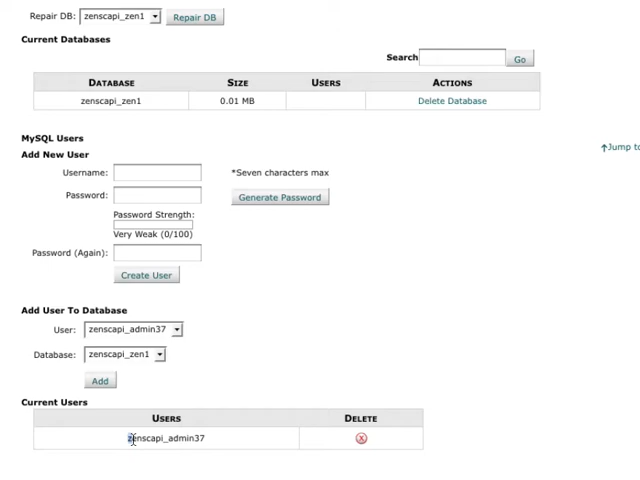 Repair DB: zenscapi_zen1 Repair DB
Current Databases
Search Go
DATABASE SIZE USERS ACTIONS
zenscapi_zen1 0.01 MB Delete Database
MySQL Users
Jump to
Add New User
Username: *Seven characters max
Password: Generate Password
Password Strength:
Very Weak (0/100)
Password (Again):
Create User
Add User To Database
User: zenscapi_admin37
Database: zenscapi_zen1
Add
Current Users
USERS DELETE
zenscapi_admin37